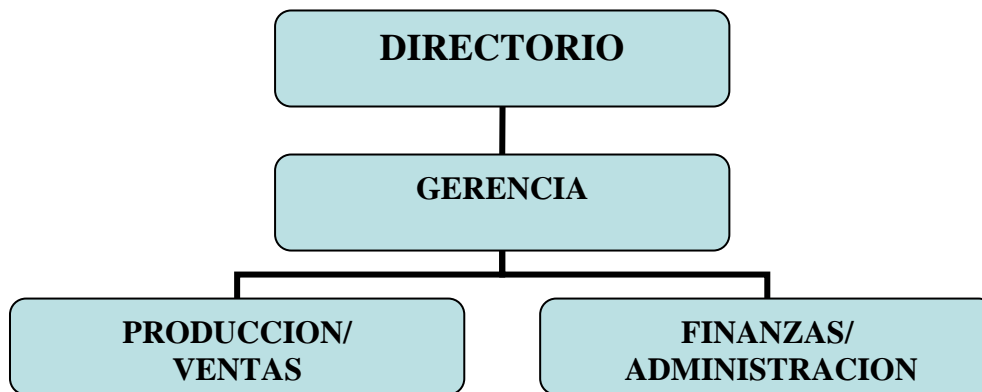 DIRECTORIO
GERENCIA
PRODUCCION/
VENTAS
FINANZAS/
ADMINISTRACION